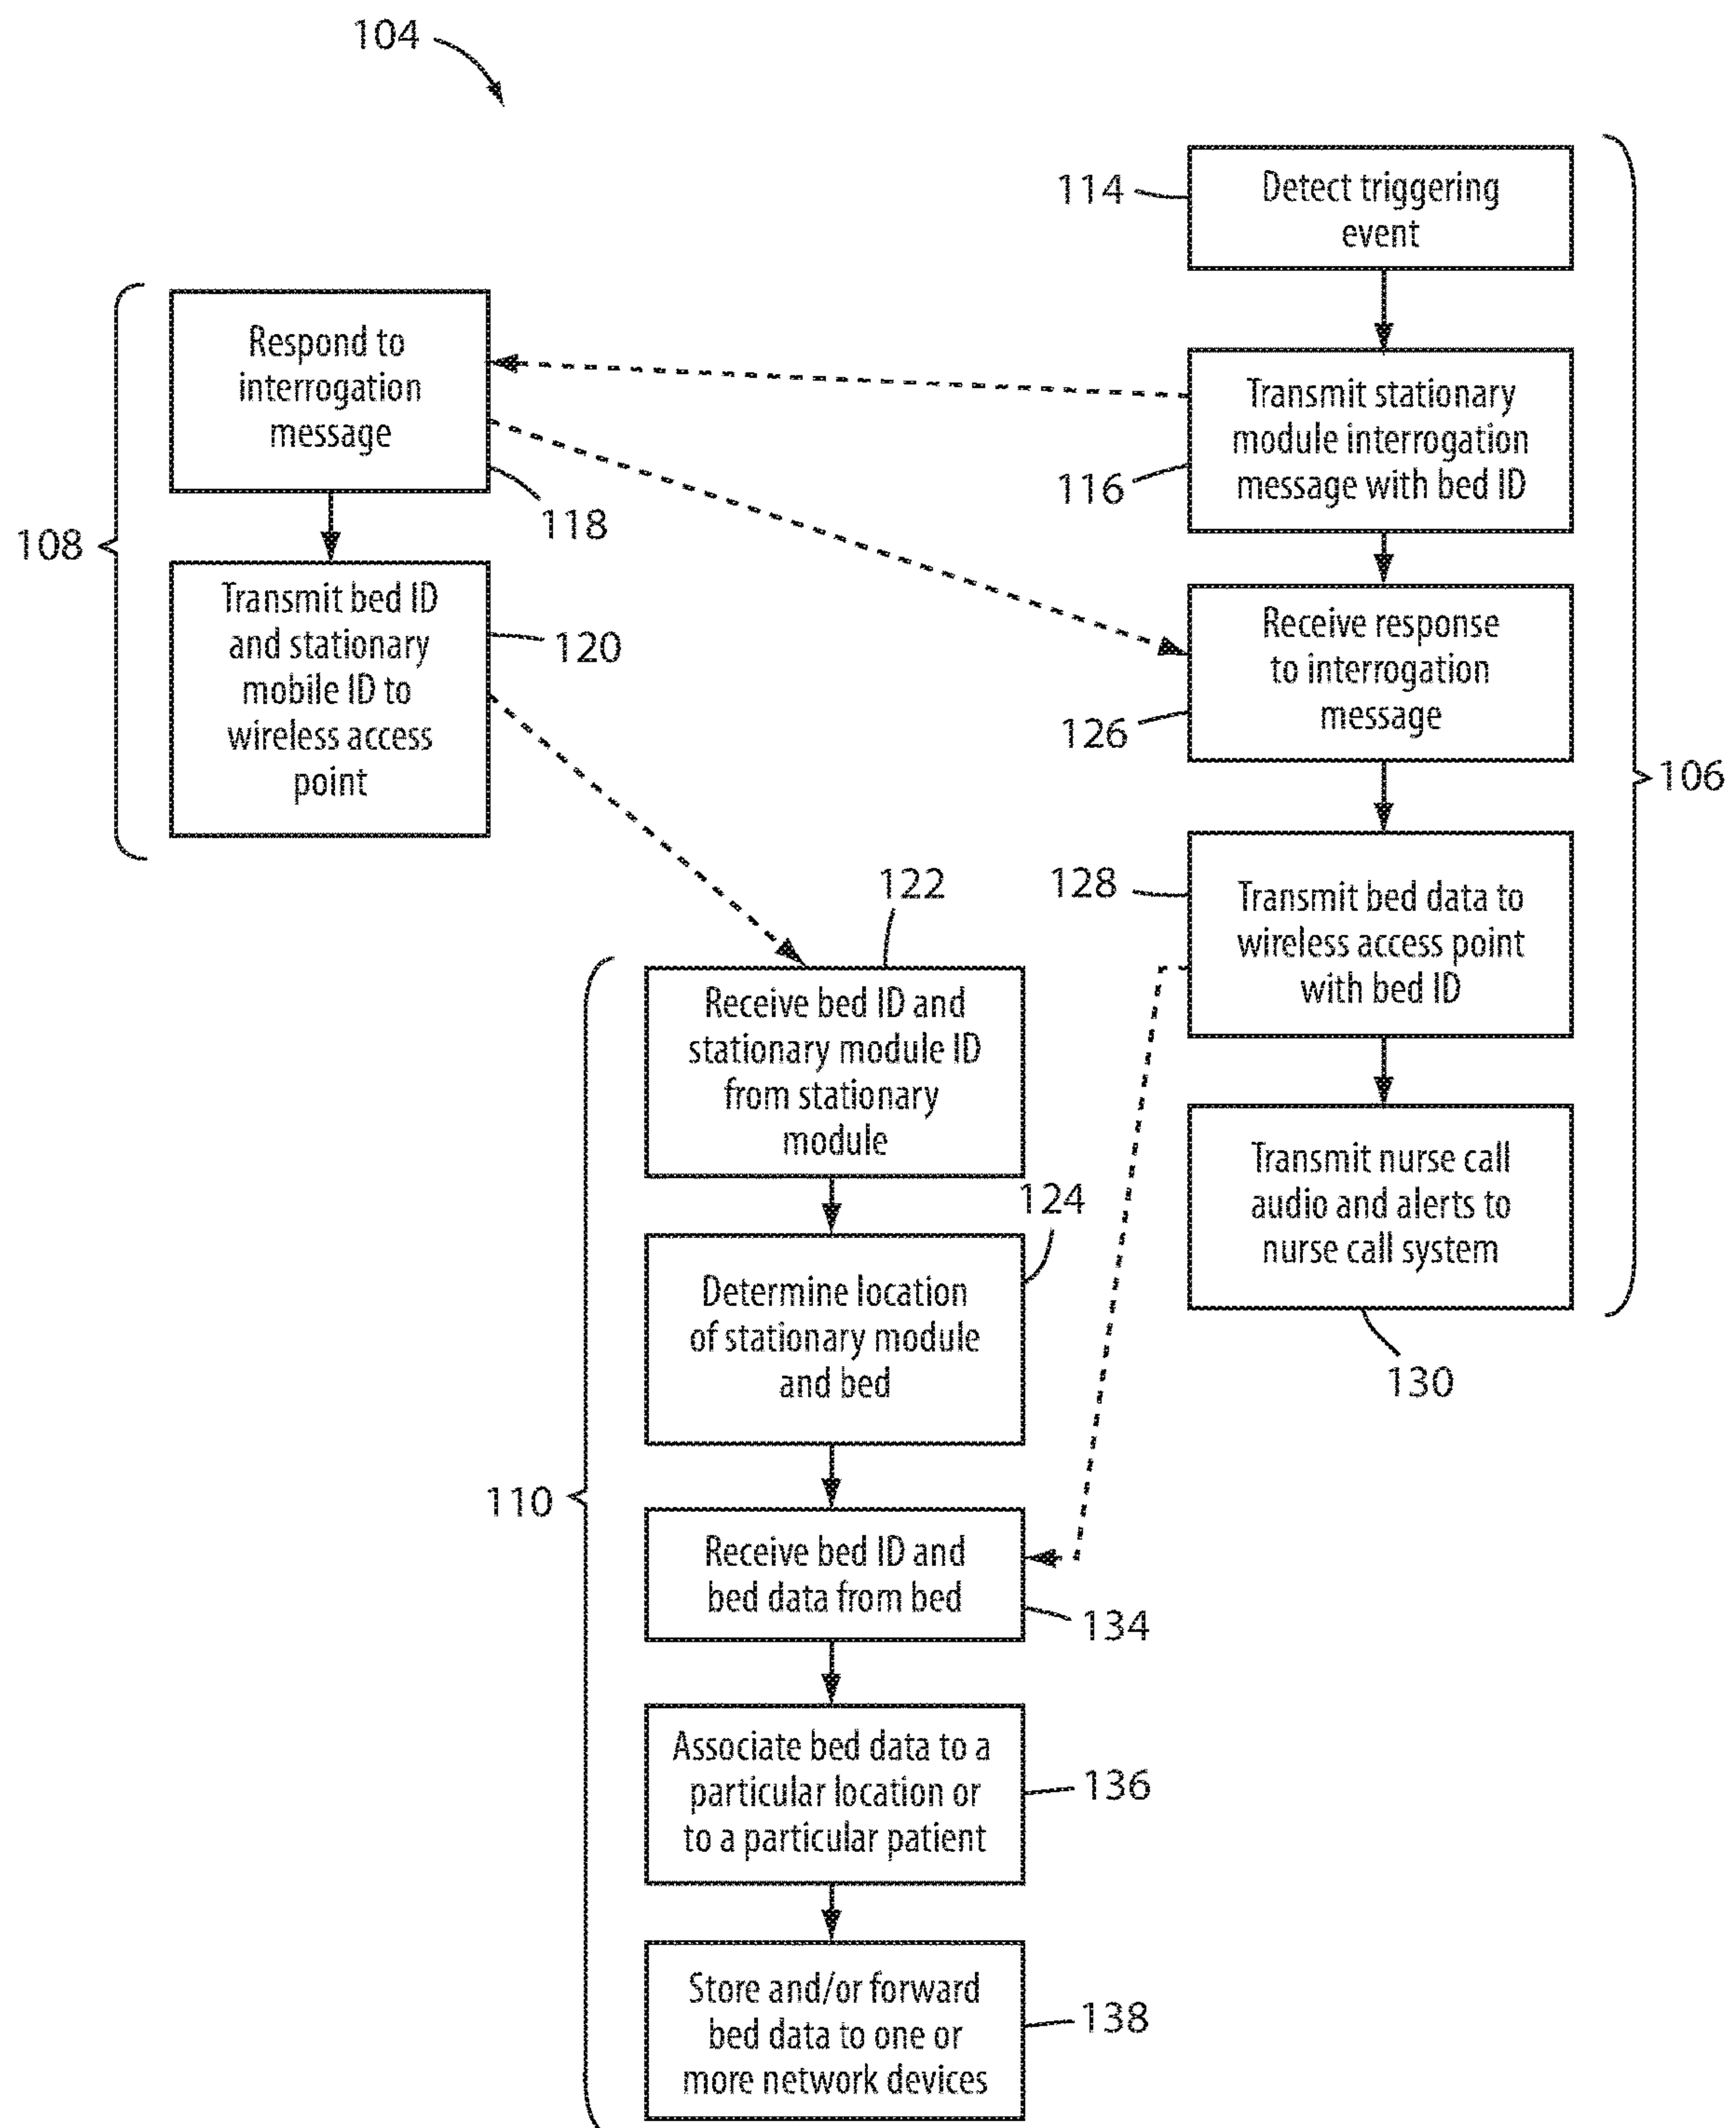 104
114
Detect triggering
event
108
Respond to
interrogation
message
118
Transmit stationary
module interrogation
message with bed ID
116
Transmit bed ID
and stationary
mobile ID to
wireless access
point
120
Receive response
to interrogation
message
126
106
128
Transmit bed data to
wireless access point
with bed ID
122
Receive bed ID and
stationary module ID
from stationary
module
Transmit nurse call
audio and alerts to
nurse call system
130
124
Determine location
of stationary module
and bed
110
Receive bed ID and
bed data from bed
134
Associate bed data to a
particular location or
to a particular patient
136
Store and/or forward
bed data to one or
more network devices
138